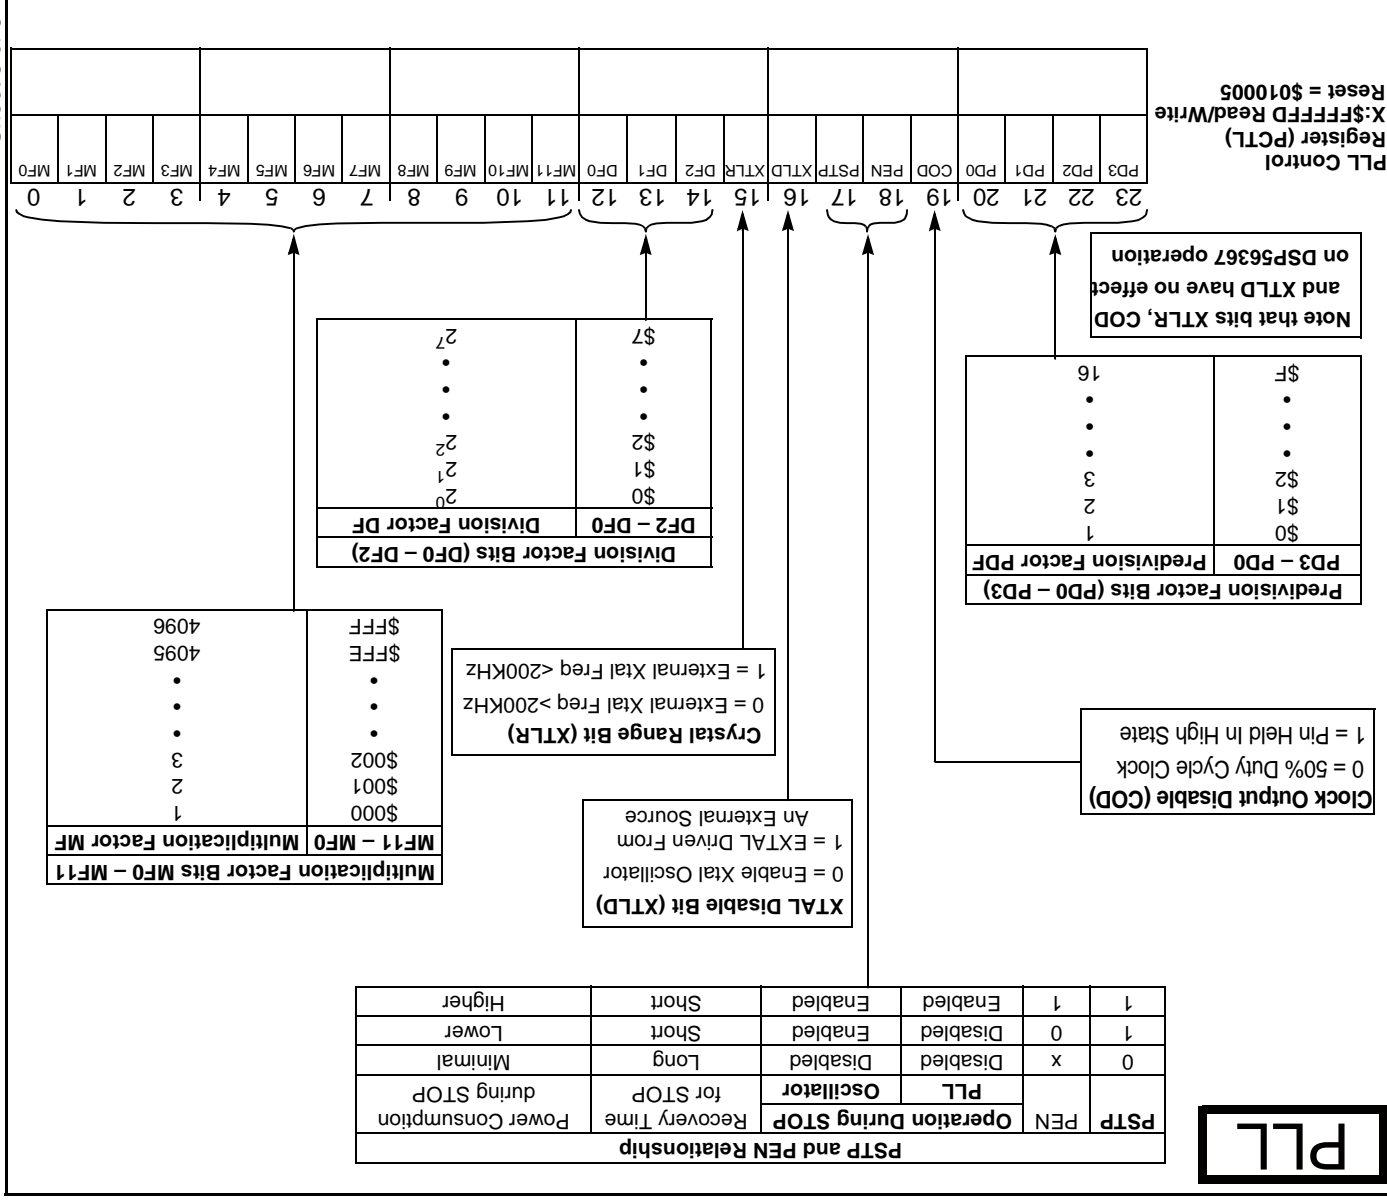 PLL
PSTP and PEN Relationship
PSTP
PEN
Operation During STOP
PLL
Oscillator
Recovery Time
for STOP
Power Consumption
during STOP
0 x Disabled Disabled Long Minimal
1 0 Disabled Enabled Short Lower
1 1 Enabled Enabled Short Higher
XTAL Disable Bit (XTLD)
0 = Enable Xtal Oscillator
1 = EXTAL Driven From
An External Source
Clock Output Disable (COD)
0 = 50% Duty Cycle Clock
1 = Pin Held In High State
Crystal Range Bit (XTLR)
0 = External Xtal Freq >200KHz
1 = External Xtal Freq <200KHz
Multiplication Factor Bits MF0 – MF11
MF11 – MF0 Multiplication Factor MF
$000 1
$001 2
$002 3
• •
• •
• •
$FFE 4095
$FFF 4096
Predivision Factor Bits (PD0 – PD3)
PD3 – PD0 Predivision Factor PDF
$0 1
$1 2
$2 3
• •
• •
• •
$F 16
Division Factor Bits (DF0 – DF2)
DF2 – DF0 Division Factor DF
$0 2⁰
$1 2¹
$2 2²
• •
• •
• •
$7 2⁷
Note that bits XTLR, COD
and XTLD have no effect
on DSP56367 operation
23 22 21 20 19 18 17 16 15 14 13 12 11 10 9 8 7 6 5 4 3 2 1 0
PD3 PD2 PD1 PD0 COD PEN PSTP XTLD XTLR DF2 DF1 DF0 MF11 MF10 MF9 MF8 MF7 MF6 MF5 MF4 MF3 MF2 MF1 MF0
PLL Control
Register (PCTL)
X:$FFFFFD Read/Write
Reset = $010005